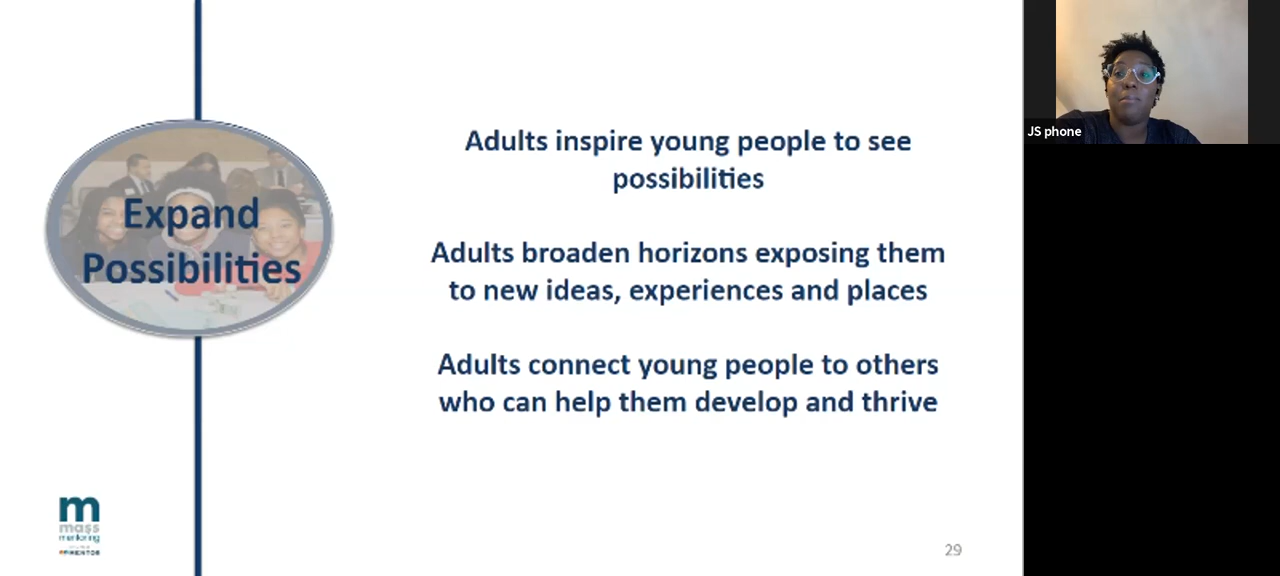 Expand
Possibilities
Adults inspire young people to see
possibilities
Adults broaden horizons exposing them
to new ideas, experiences and places
Adults connect young people to others
who can help them develop and thrive
m
mass
mentoring
MENTOR
29
JS phone